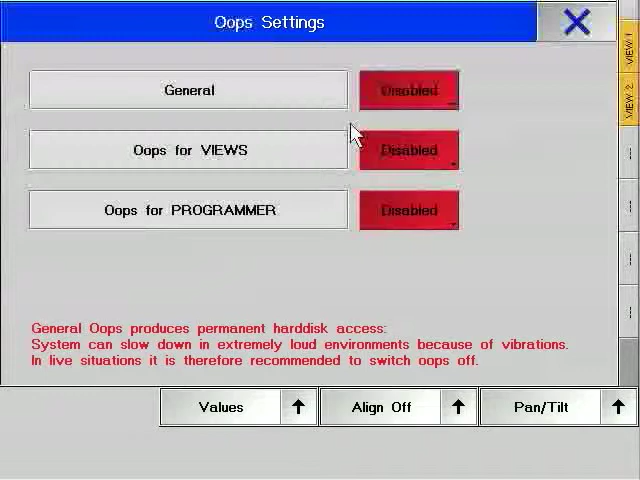 Oops Settings
VIEW 1
General
Disabled
VIEW 2
Oops for VIEWS
Disabled
Oops for PROGRAMMER
Disabled
General Oops produces permanent harddisk access:
System can slow down in extremely loud environments because of vibrations.
In live situations it is therefore recommended to switch oops off.
Values
Align Off
Pan/Tilt